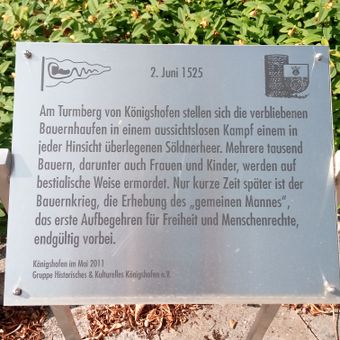 2. Juni 1525
Am Turmberg von Königshofen stellen sich die verbliebenen
Bauernhaufen in einem aussichtslosen Kampf einem in
jeder Hinsicht überlegenen Söldnerheer. Mehrere tausend
Bauern, darunter auch Frauen und Kinder, werden auf
bestialische Weise ermordet. Nur kurze Zeit später ist der
Bauernkrieg, die Erhebung des „gemeinen Mannes",
das erste Aufbegehren für Freiheit und Menschenrechte,
endgültig vorbei.
Königshofen im Mai 2011
Gruppe Historisches & Kulturelles Königshofen e.V.